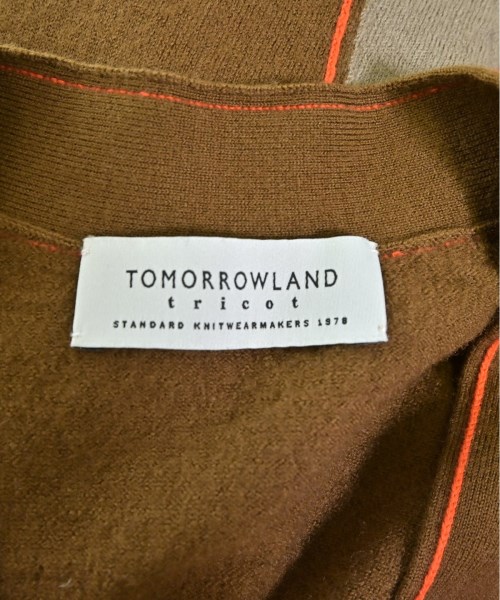 TOMORROWLAND
tricot
STANDARD KNITWEARMAKERS 1978